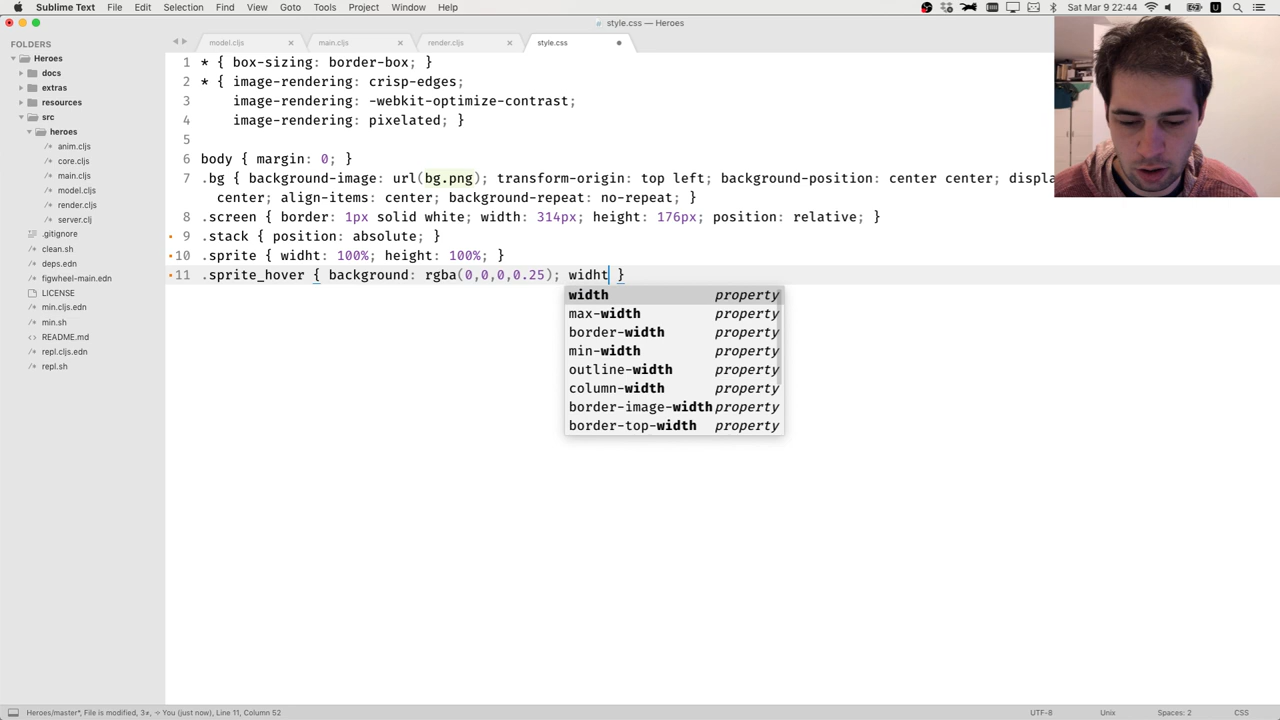 Sublime Text File Edit Selection Find View Goto Tools Project Window Help Sat Mar 9 22:44
style.css — Heroes
FOLDERS
Heroes
docs
extras
resources
src
heroes
anim.cljs
core.cljs
main.cljs
model.cljs
render.cljs
server.clj
.gitignore
clean.sh
deps.edn
figwheel-main.edn
LICENSE
min.cljs.edn
min.sh
README.md
repl.cljs.edn
repl.sh
model.cljs main.cljs render.cljs style.css
1 * { box-sizing: border-box; }
2 * { image-rendering: crisp-edges;
3 image-rendering: -webkit-optimize-contrast;
4 image-rendering: pixelated; }
5
6 body { margin: 0; }
7 .bg { background-image: url(bg.png); transform-origin: top left; background-position: center center; displa
center; align-items: center; background-repeat: no-repeat; }
8 .screen { border: 1px solid white; width: 314px; height: 176px; position: relative; }
9 .stack { position: absolute; }
10 .sprite { widht: 100%; height: 100%; }
11 .sprite_hover { background: rgba(0,0,0,0.25); widht }
width property
max-width property
border-width property
min-width property
outline-width property
column-width property
border-image-width property
border-top-width property
Heroes/master*, File is modified, 3≠, ÷ You (just now), Line 11, Column 52 UTF-8 Unix Spaces: 2 CSS